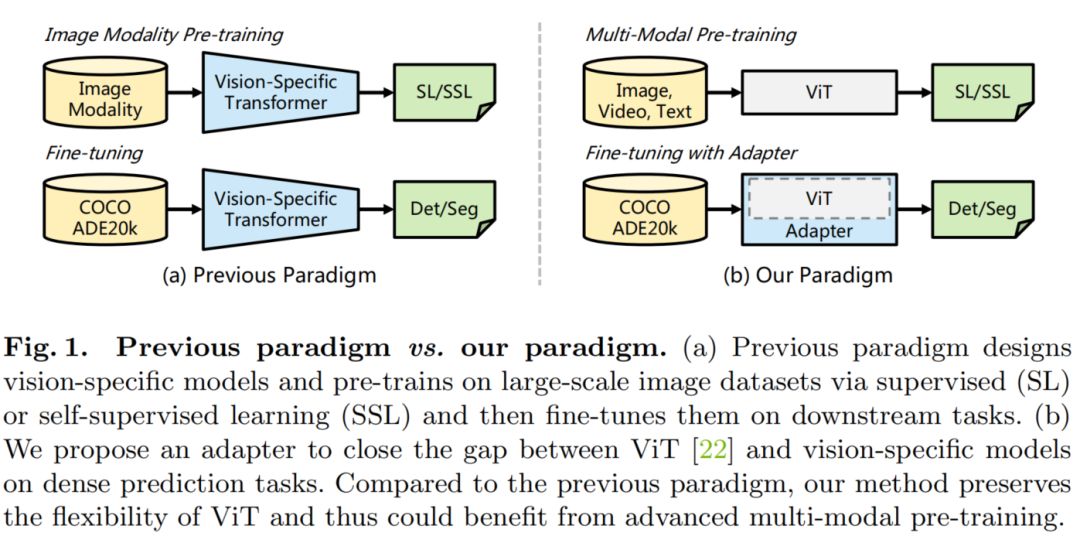 Image Modality Pre-training
Image
Modality
Vision-Specific
Transformer
SL/SSL
Fine-tuning
COCO
ADE20k
Vision-Specific
Transformer
Det/Seg
(a) Previous Paradigm
Multi-Modal Pre-training
Image,
Video, Text
ViT
SL/SSL
Fine-tuning with Adapter
COCO
ADE20k
ViT
Adapter
Det/Seg
(b) Our Paradigm
Fig. 1. Previous paradigm vs. our paradigm. (a) Previous paradigm designs
vision-specific models and pre-trains on large-scale image datasets via supervised (SL)
or self-supervised learning (SSL) and then fine-tunes them on downstream tasks. (b)
We propose an adapter to close the gap between ViT [22] and vision-specific models
on dense prediction tasks. Compared to the previous paradigm, our method preserves
the flexibility of ViT and thus could benefit from advanced multi-modal pre-training.